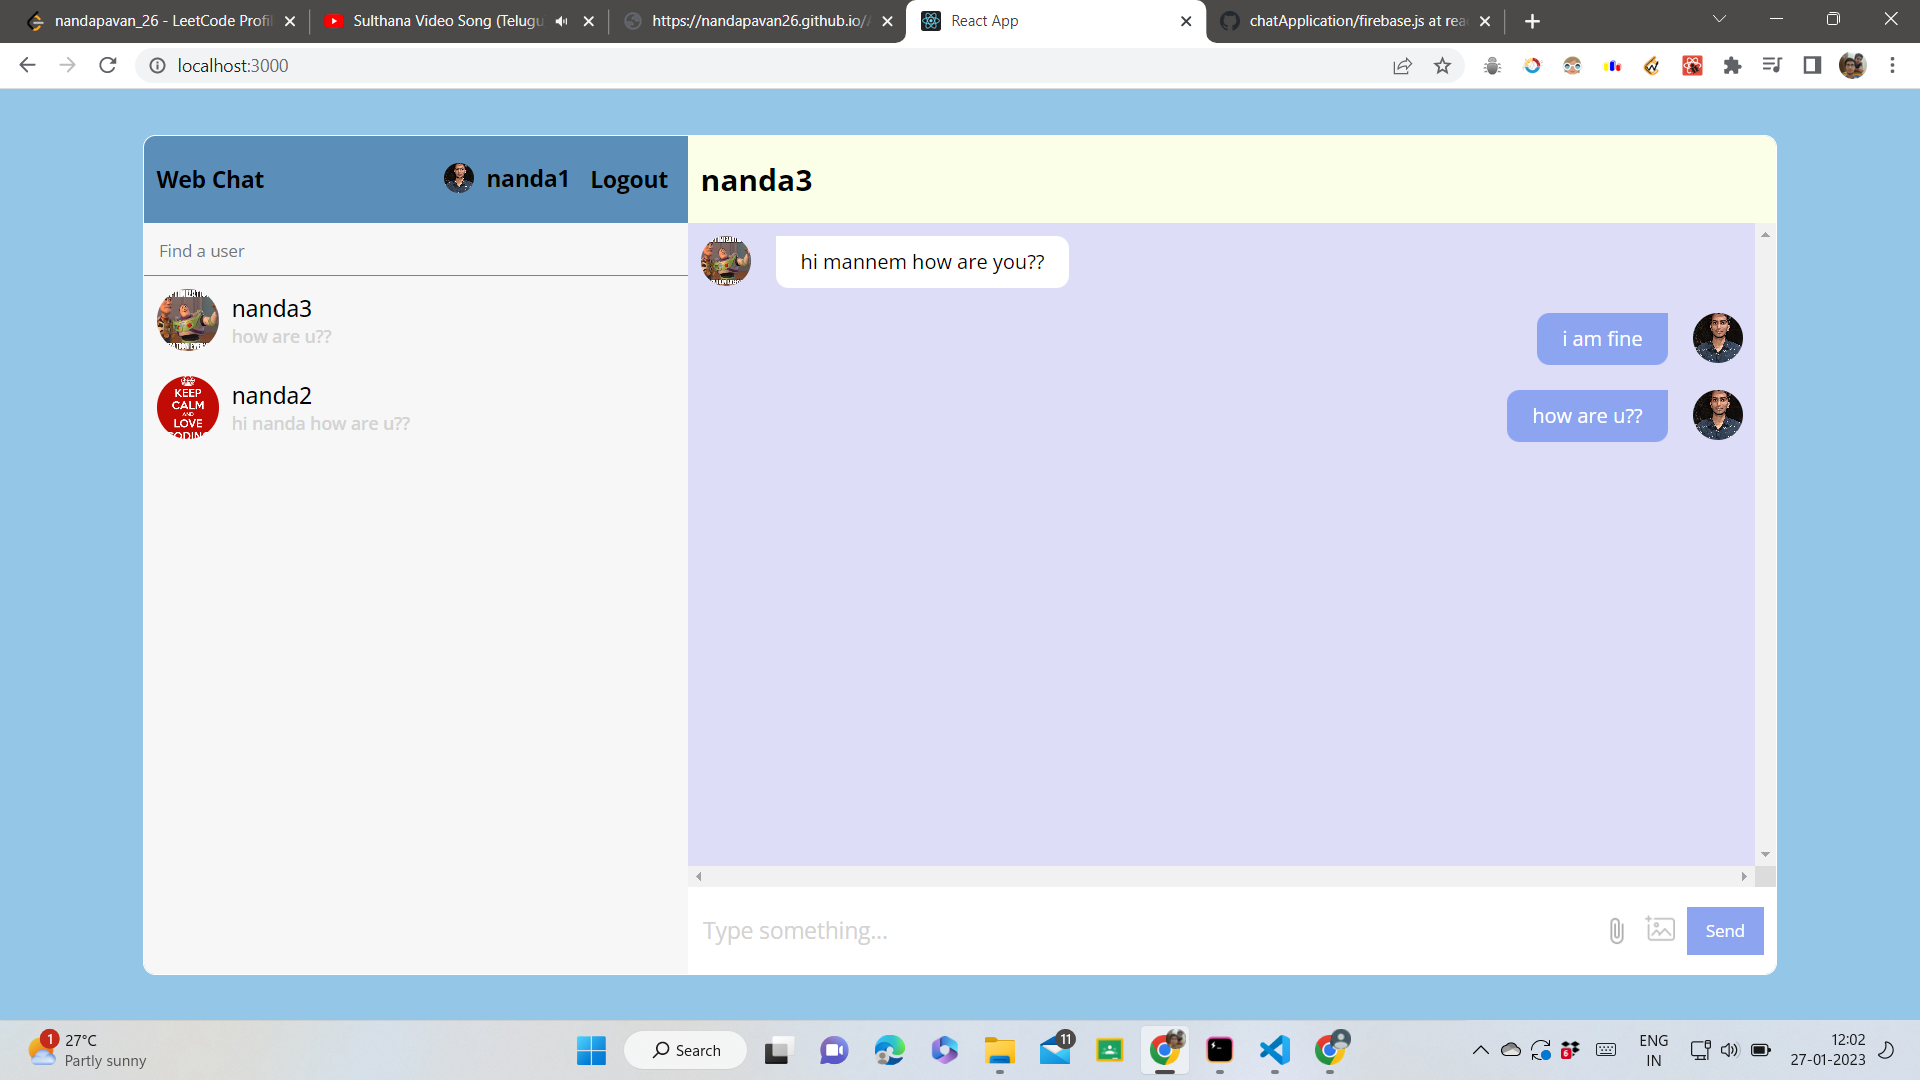 nandapavan_26 - LeetCode Profil
Sulthana Video Song (Telugu
https://nandapavan26.github.io/
React App
chatApplication/firebase.js at rea
localhost:3000
Web Chat
nanda1
Logout
nanda3
Find a user
nanda3
how are u??
KEEP
CALM
AND
LOVE
CODING
nanda2
hi nanda how are u??
hi mannem how are you??
i am fine
how are u??
Type something...
Send
1
27°C
Partly sunny
Search
11
6
ENG
IN
12:02
27-01-2023